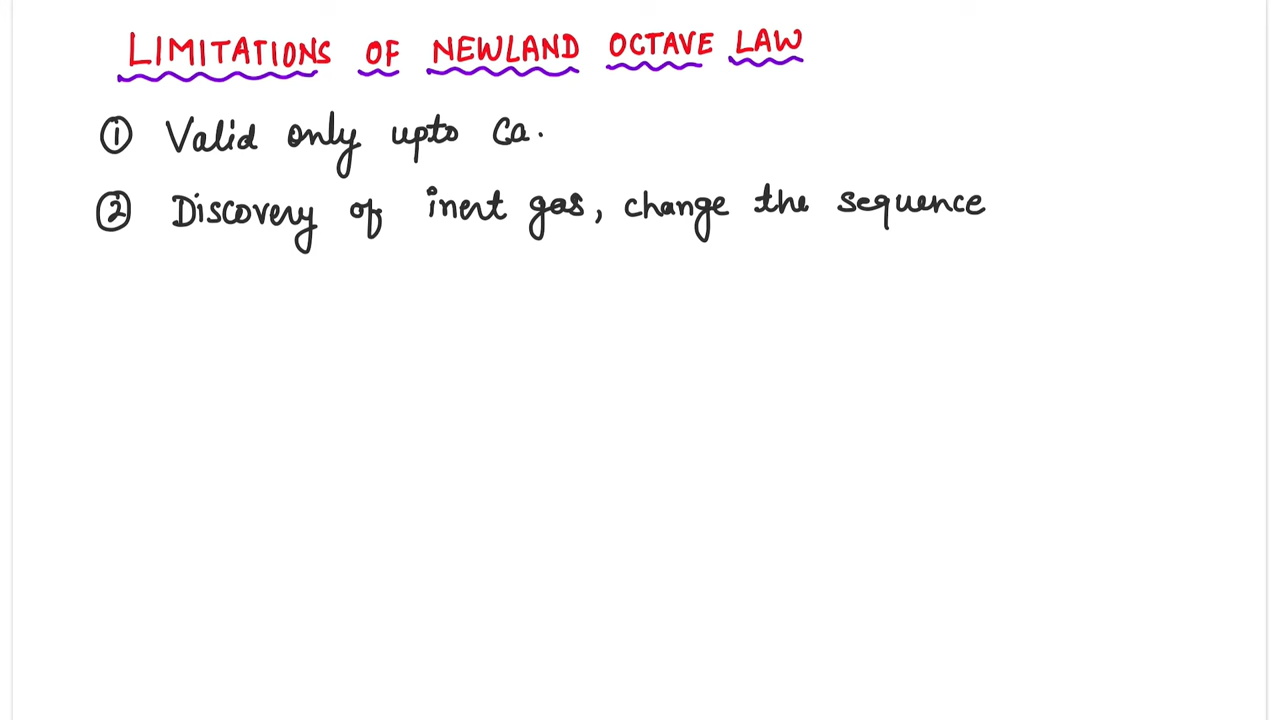 LIMITATIONS OF NEWLAND OCTAVE LAW
① Valid only upto Ca.
② Discovery of inert gas, change the sequence